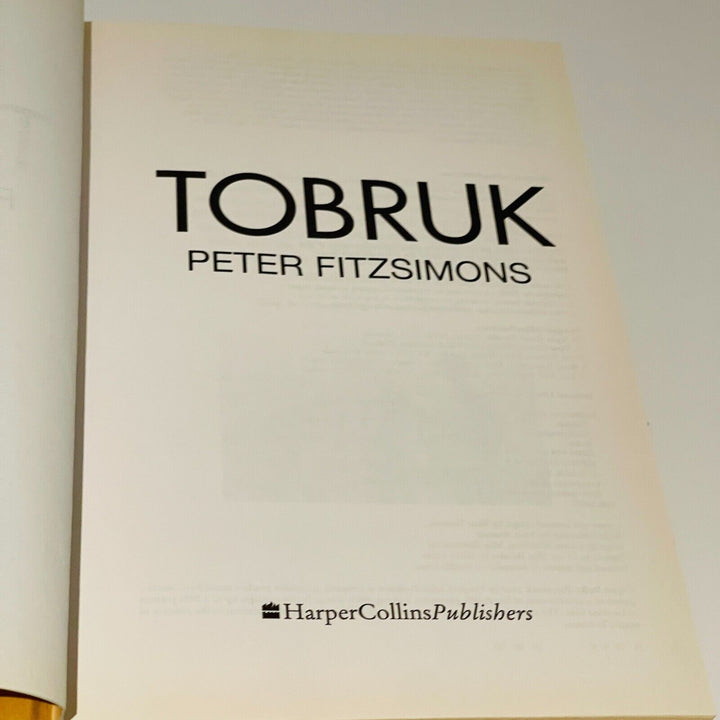 TOBRUK
PETER FITZSIMONS
HarperCollinsPublishers